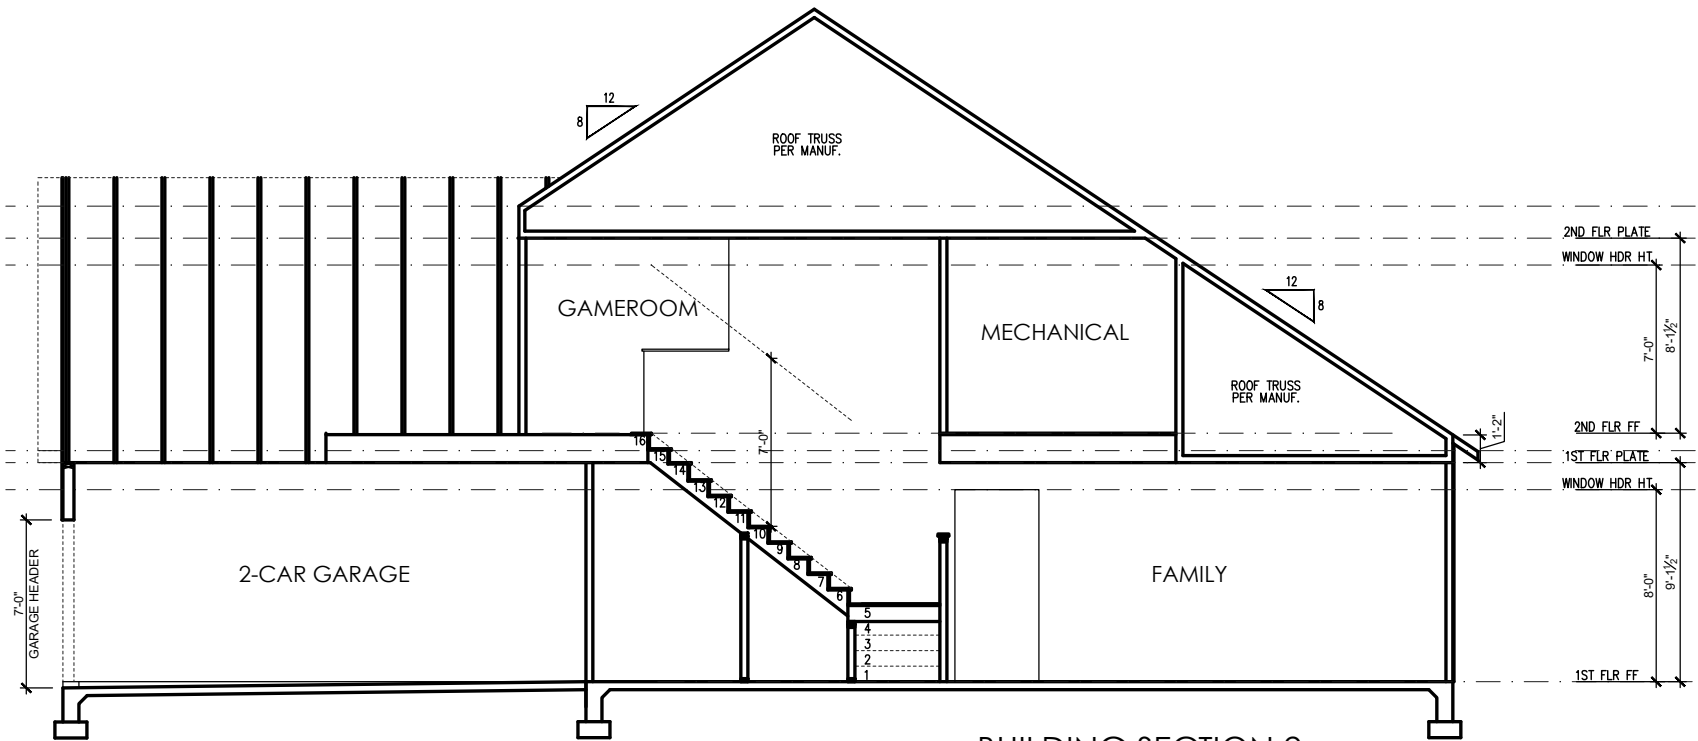 12
8
ROOF TRUSS
PER MANUF.
2ND FLR PLATE
WINDOW HDR HT
12
8
GAMEROOM
MECHANICAL
7'-0"
8'-1½"
ROOF TRUSS
PER MANUF.
7'-0"
1'-2"
2ND FLR FF
1ST FLR PLATE
WINDOW HDR HT
16
15
14
13
12
11
10
9
8
7
6
5
4
3
2
1
7'-0"
GARAGE HEADER
2-CAR GARAGE
FAMILY
8'-0"
9'-1½"
1ST FLR FF
BUILDING SECTION